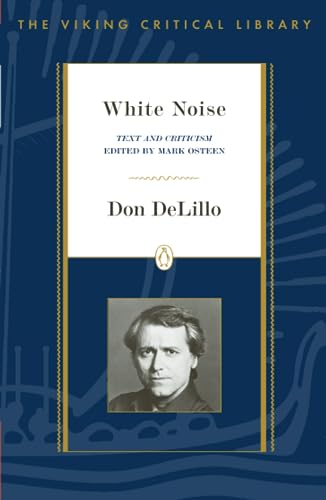 THE VIKING CRITICAL LIBRARY
White Noise
TEXT AND CRITICISM
EDITED BY MARK OSTEEN
Don DeLillo